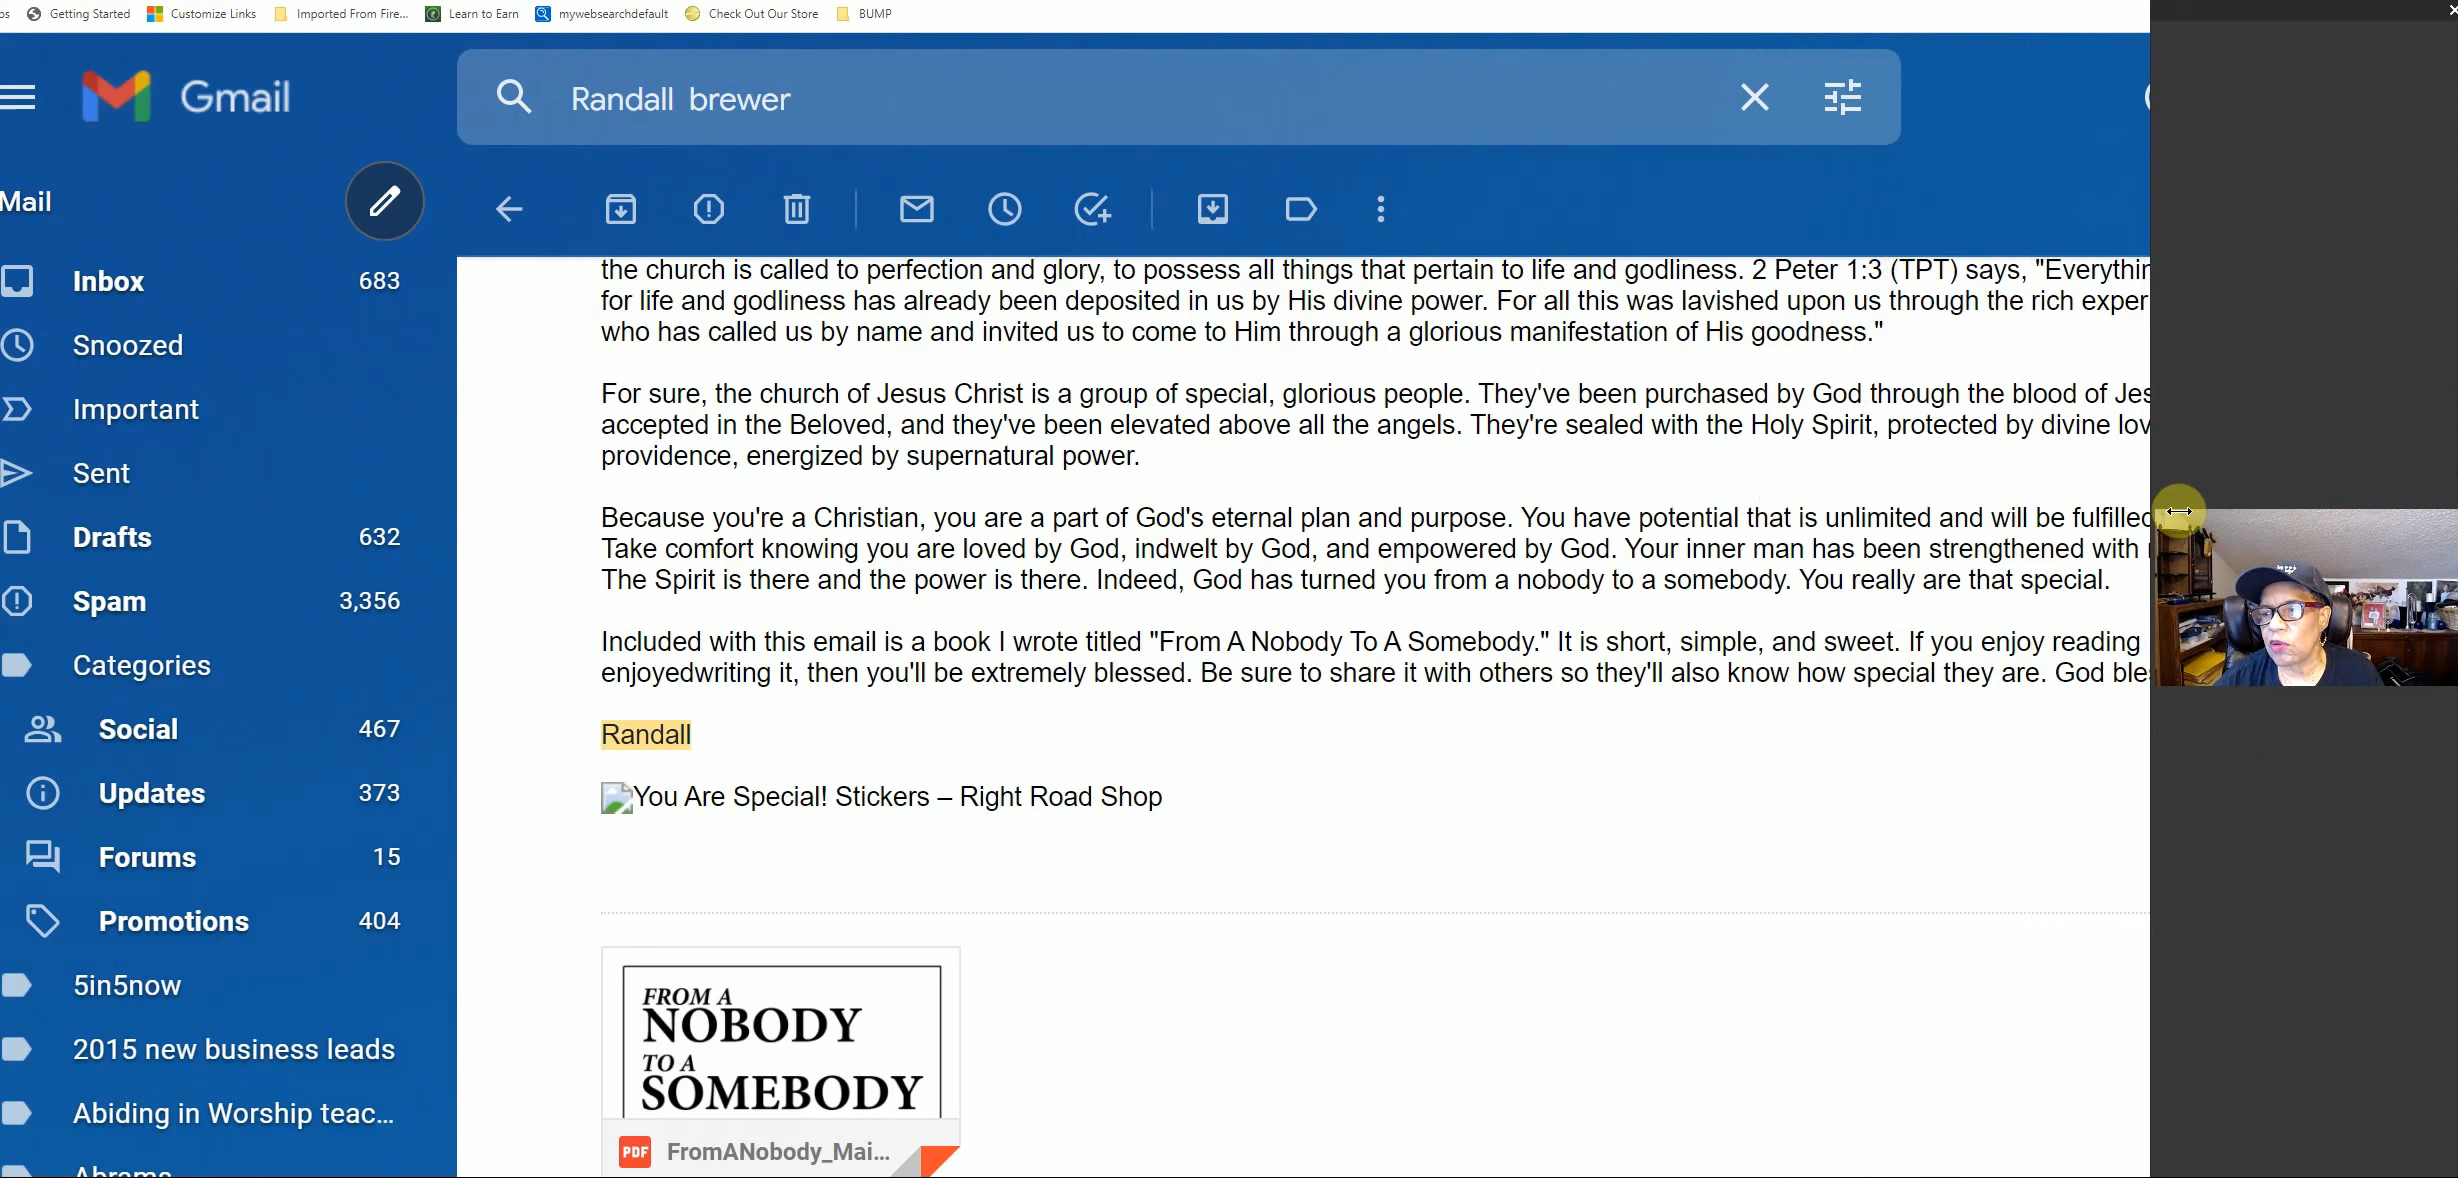 ps Getting Started Customize Links Imported From Fire... Learn to Earn mywebsearchdefault Check Out Our Store BUMP
Gmail
Randall brewer
Mail
Inbox 683
Snoozed
Important
Sent
Drafts 632
Spam 3,356
Categories
Social 467
Updates 373
Forums 15
Promotions 404
5in5now
2015 new business leads
Abiding in Worship teac...
Abrams
the church is called to perfection and glory, to possess all things that pertain to life and godliness. 2 Peter 1:3 (TPT) says, "Everythin
for life and godliness has already been deposited in us by His divine power. For all this was lavished upon us through the rich exper
who has called us by name and invited us to come to Him through a glorious manifestation of His goodness."
For sure, the church of Jesus Christ is a group of special, glorious people. They've been purchased by God through the blood of Jes
accepted in the Beloved, and they've been elevated above all the angels. They're sealed with the Holy Spirit, protected by divine lov
providence, energized by supernatural power.
Because you're a Christian, you are a part of God's eternal plan and purpose. You have potential that is unlimited and will be fulfilled
Take comfort knowing you are loved by God, indwelt by God, and empowered by God. Your inner man has been strengthened with
The Spirit is there and the power is there. Indeed, God has turned you from a nobody to a somebody. You really are that special.
Included with this email is a book I wrote titled "From A Nobody To A Somebody." It is short, simple, and sweet. If you enjoy reading
enjoyedwriting it, then you'll be extremely blessed. Be sure to share it with others so they'll also know how special they are. God ble
Randall
You Are Special! Stickers – Right Road Shop
FROM A
NOBODY
TO A
SOMEBODY
PDF FromANobody_Mai...